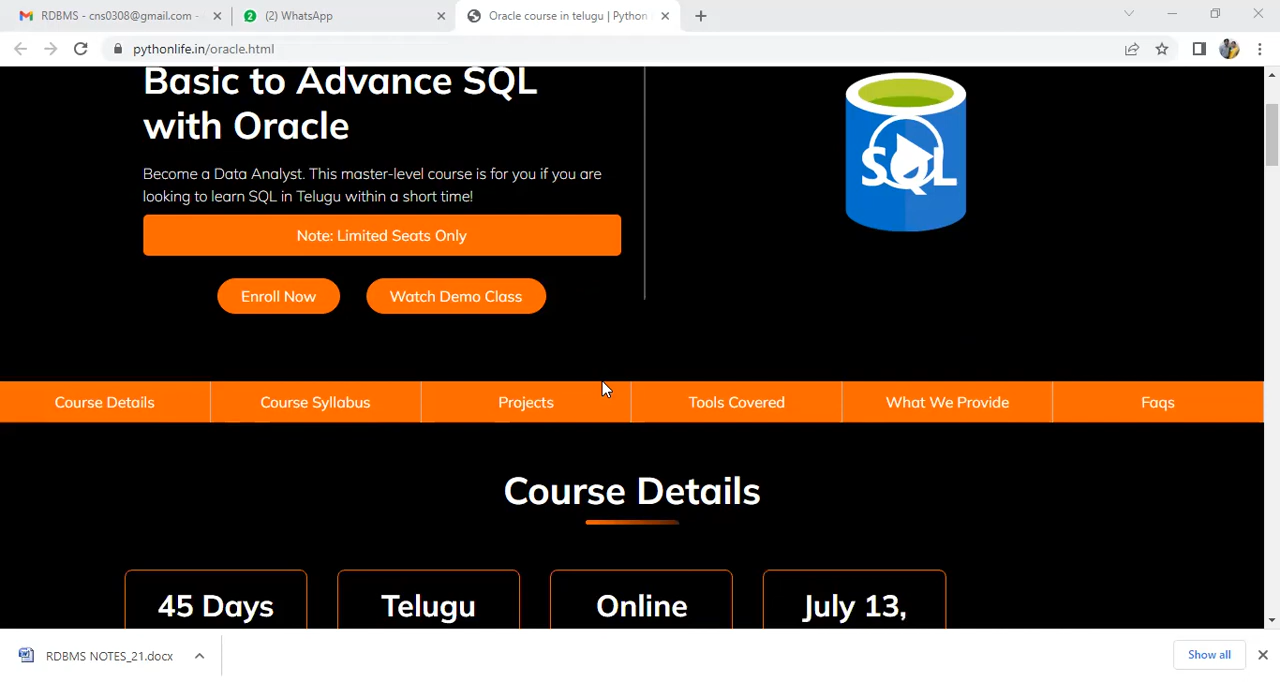 RDBMS - cns0308@gmail.com -
2
(2) WhatsApp
Oracle course in telugu | Python
pythonlife.in/oracle.html
Basic to Advance SQL
with Oracle
Become a Data Analyst. This master-level course is for you if you are
looking to learn SQL in Telugu within a short time!
Note: Limited Seats Only
Enroll Now
Watch Demo Class
SQL
Course Details
Course Syllabus
Projects
Tools Covered
What We Provide
Faqs
Course Details
45 Days
Telugu
Online
July 13,
RDBMS NOTES_21.docx
Show all